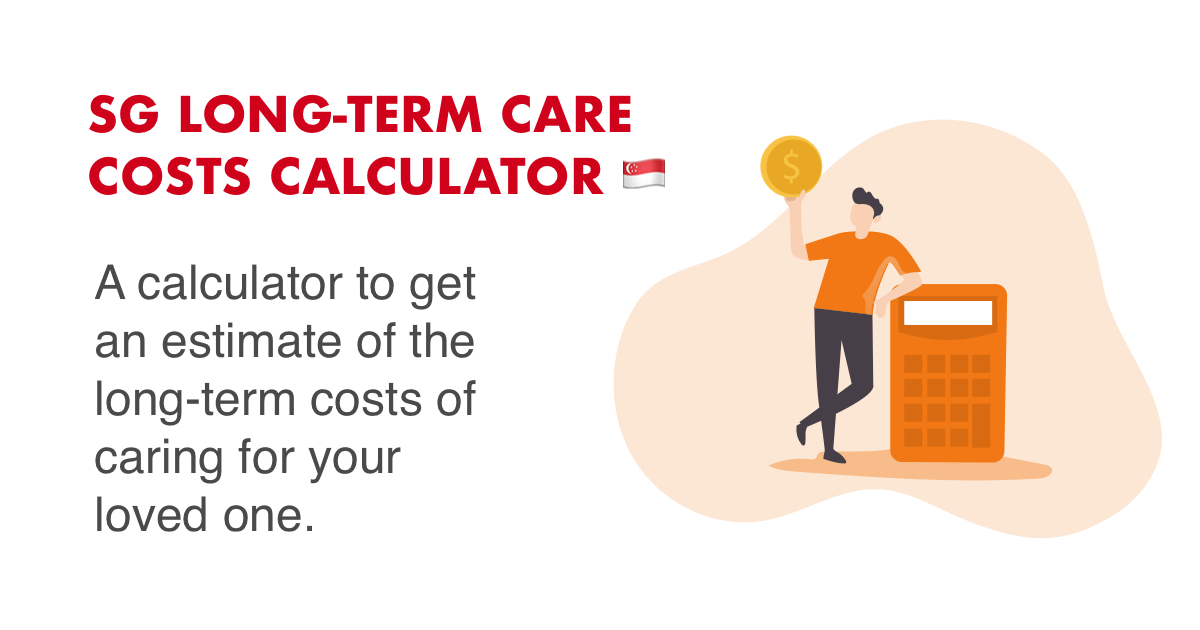 SG LONG-TERM CARE
COSTS CALCULATOR 🇸🇬
A calculator to get
an estimate of the
long-term costs of
caring for your
loved one.
$